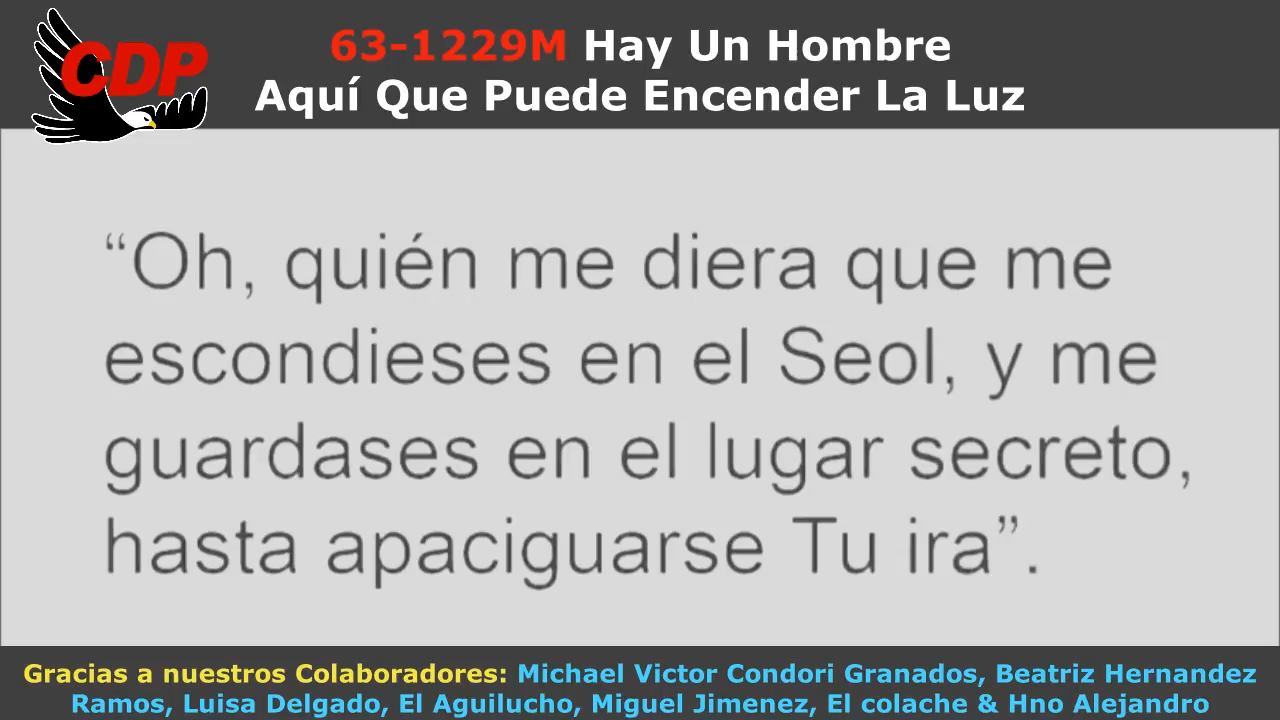 CDP
63-1229M Hay Un Hombre
Aquí Que Puede Encender La Luz
“Oh, quién me diera que me
escondieses en el Seol, y me
guardases en el lugar secreto,
hasta apaciguarse Tu ira”.
Gracias a nuestros Colaboradores: Michael Victor Condori Granados, Beatriz Hernandez
Ramos, Luisa Delgado, El Aguilucho, Miguel Jimenez, El colache & Hno Alejandro